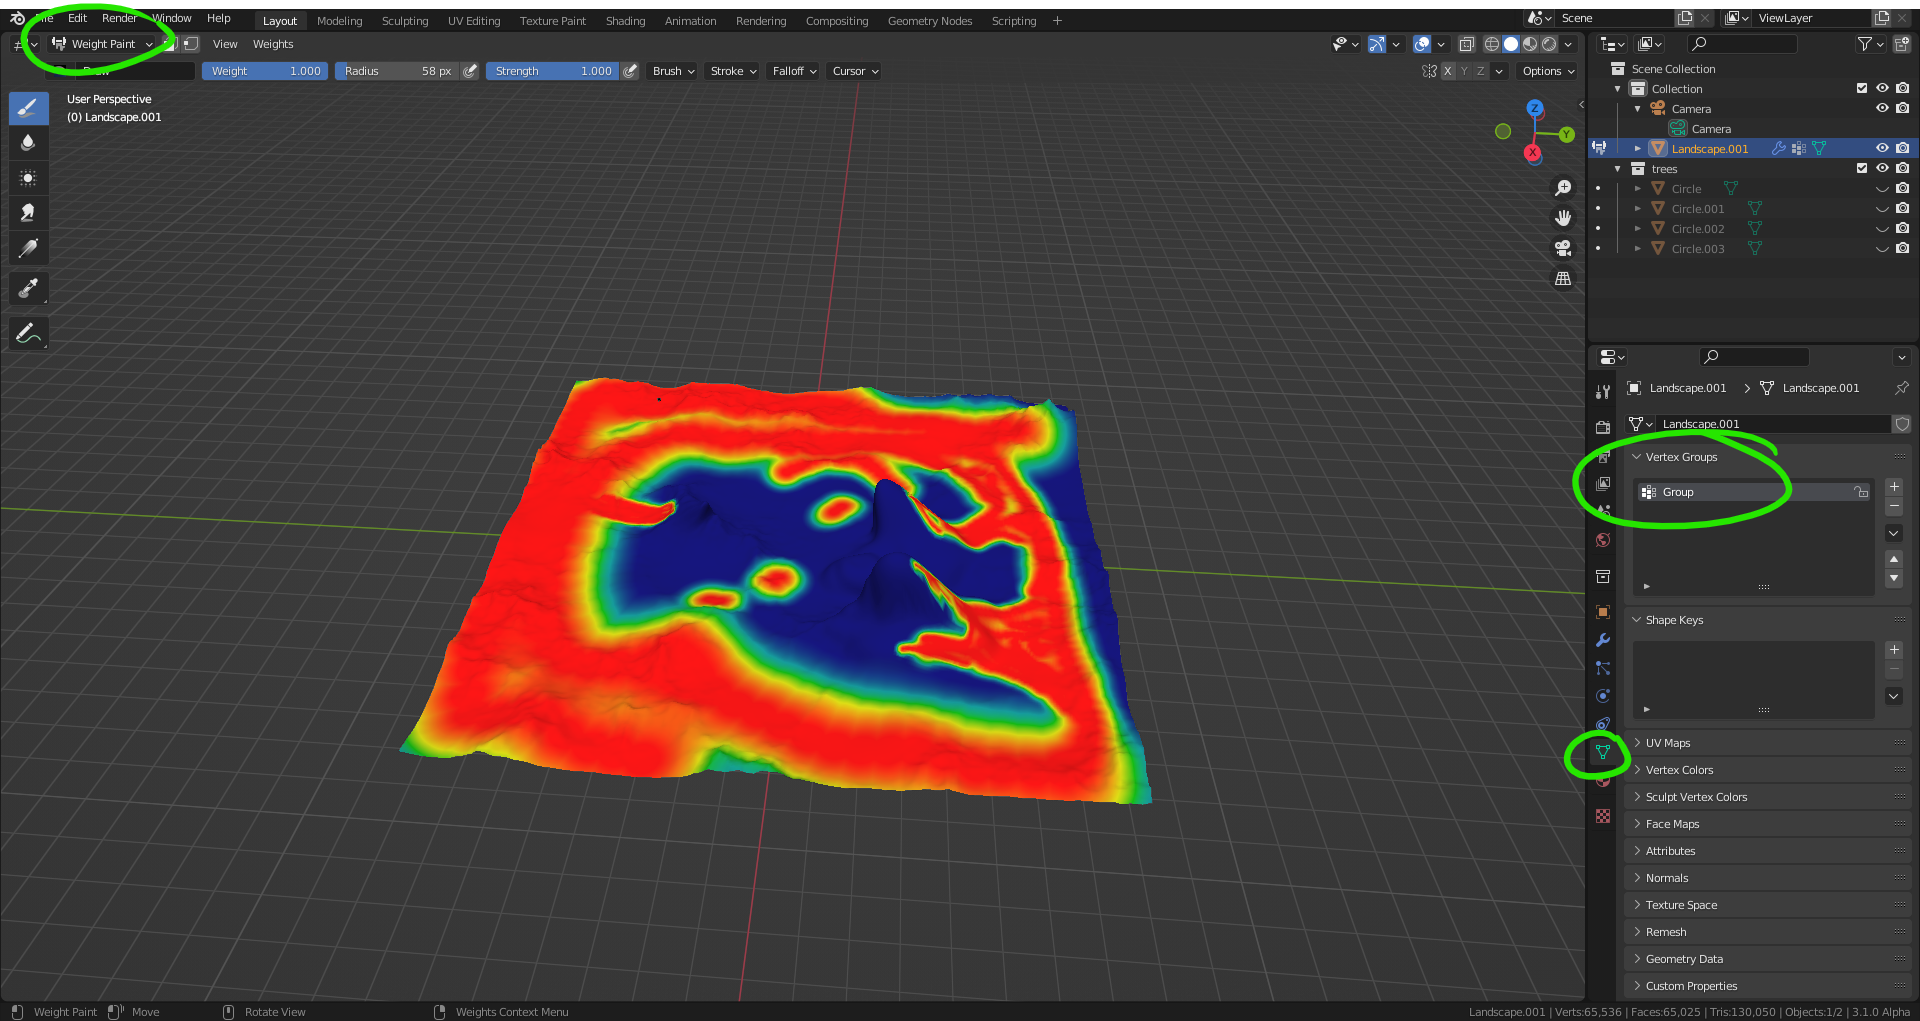 Edit Render Window Help Layout Modeling Sculpting UV Editing Texture Paint Shading Animation Rendering Compositing Geometry Nodes Scripting + Scene ViewLayer
Weight Paint View Weights
Weight 1.000 Radius 58 px Strength 1.000 Brush Stroke Falloff Cursor X Y Z Options
User Perspective
(0) Landscape.001
Z
Y
X
Scene Collection
Collection
Camera
Camera
Landscape.001
trees
Circle
Circle.001
Circle.002
Circle.003
Landscape.001 > Landscape.001
Landscape.001
Vertex Groups
Group
Shape Keys
UV Maps
Vertex Colors
Sculpt Vertex Colors
Face Maps
Attributes
Normals
Texture Space
Remesh
Geometry Data
Custom Properties
Weight Paint Move Rotate View Weights Context Menu Landscape.001 | Verts:65,536 | Faces:65,025 | Tris:130,050 | Objects:1/2 | 3.1.0 Alpha